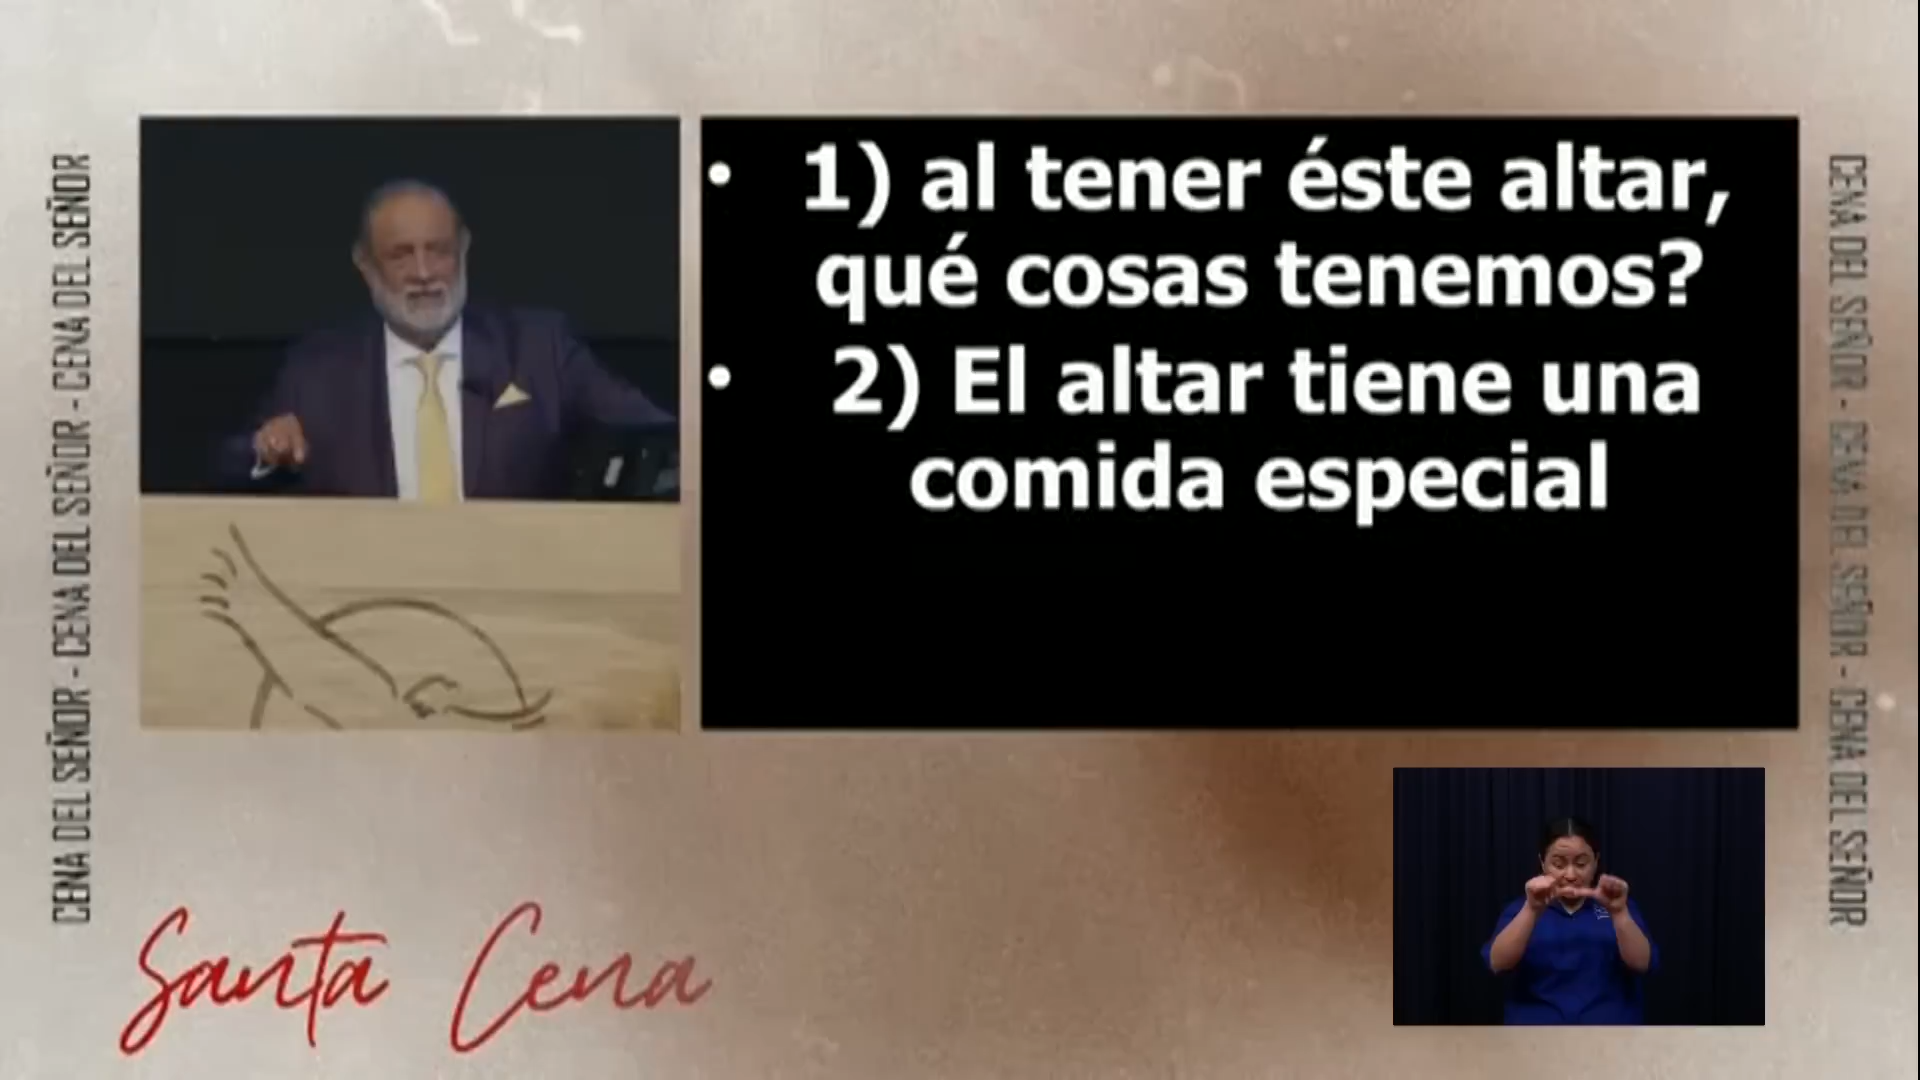 CENA DEL SEÑOR - CENA DEL SEÑOR - CENA DEL SEÑOR
• 1) al tener éste altar,
qué cosas tenemos?
• 2) El altar tiene una
comida especial
CENA DEL SEÑOR - CENA DEL SEÑOR - CENA DEL SEÑOR
Santa Cena